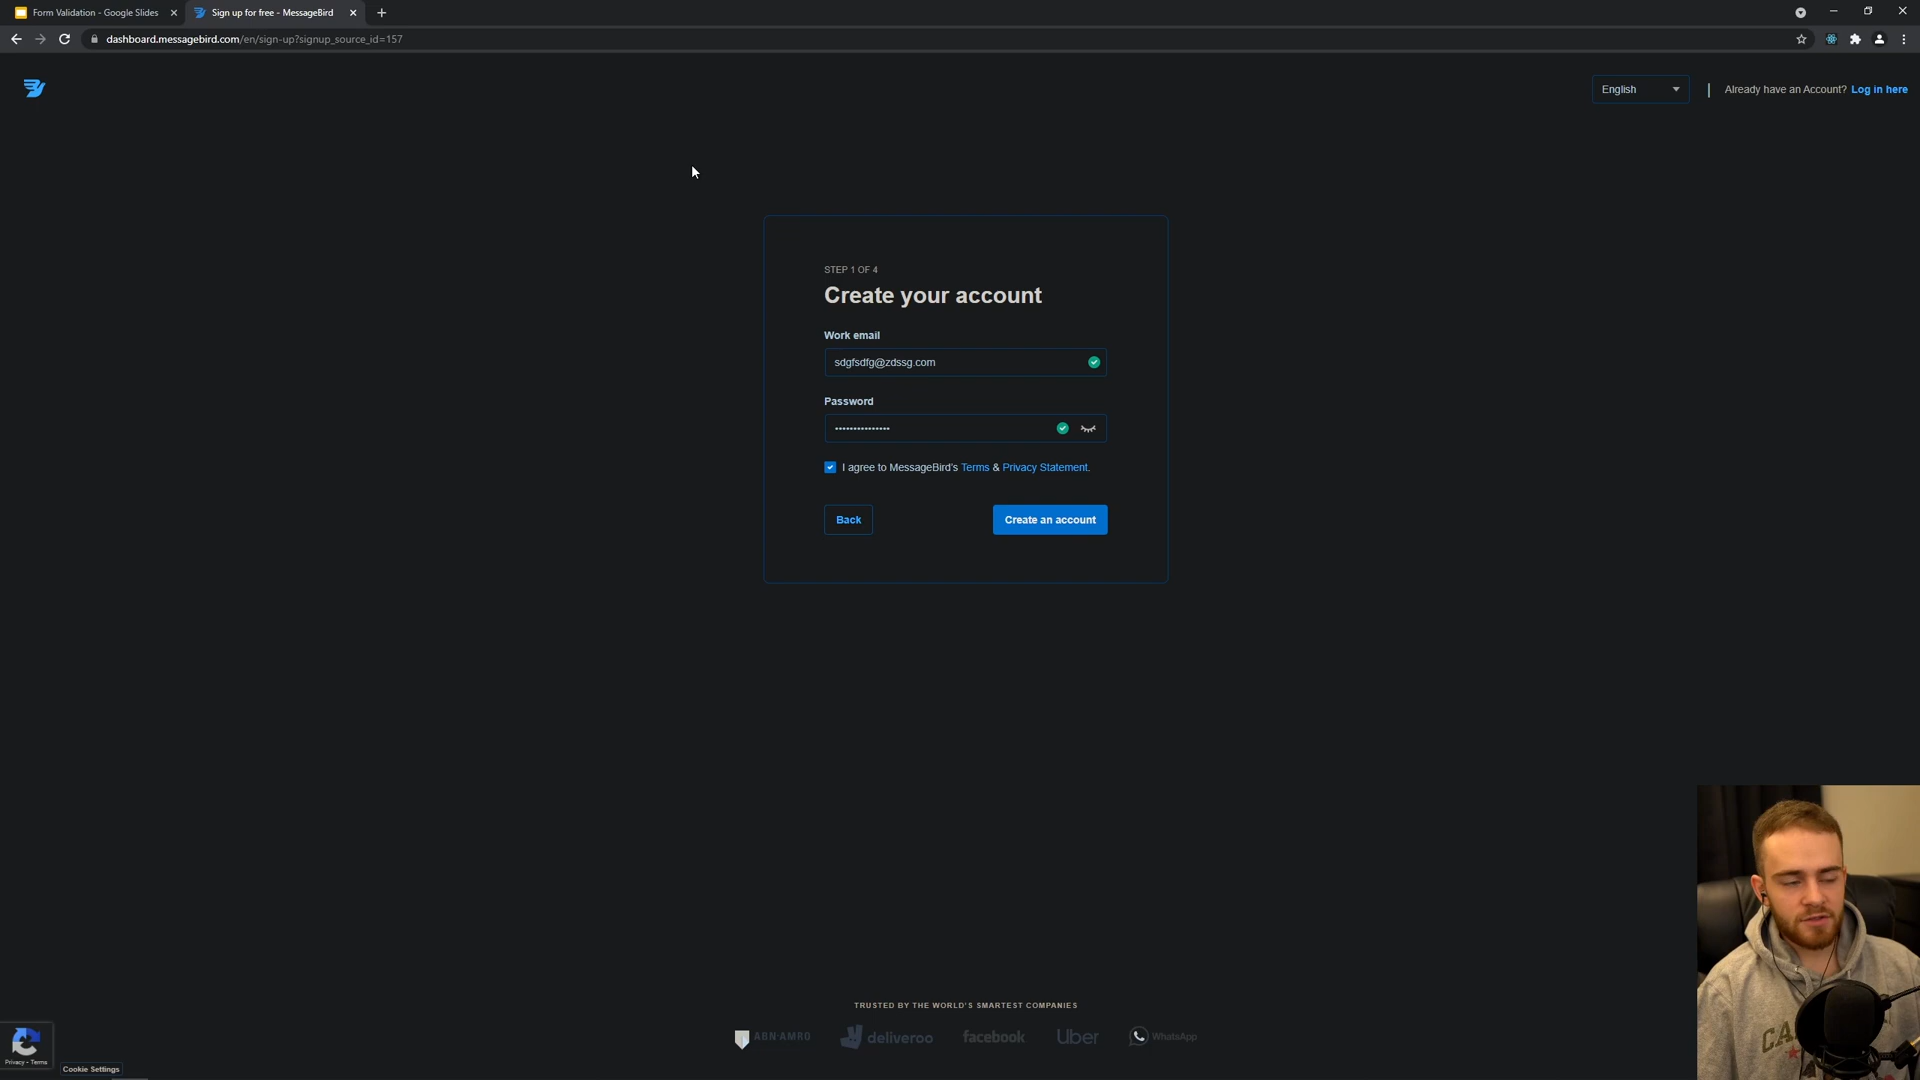 Form Validation - Google Slides
Sign up for free - MessageBird
dashboard.messagebird.com/en/sign-up?signup_source_id=157
English
Already have an Account? Log in here
STEP 1 OF 4
Create your account
Work email
sdgfsdfg@zdssg.com
Password
I agree to MessageBird's Terms & Privacy Statement.
Back
Create an account
TRUSTED BY THE WORLD'S SMARTEST COMPANIES
ABN·AMRO
deliveroo
facebook
Uber
WhatsApp
Privacy - Terms
Cookie Settings
CA